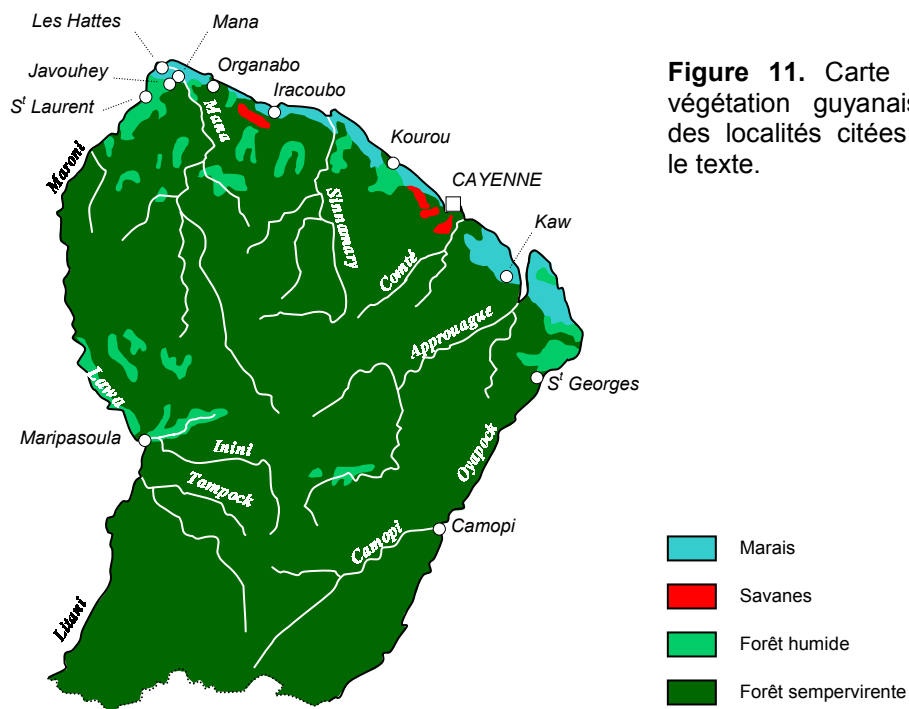 Les Hattes
Mana
Javouhey
Organabo
St Laurent
Iracoubo
Figure 11. Carte
végétation
des localités citées
le texte.
Mana
Kourou
Maroni
CAYENNE
Sinnamary
Kaw
Comté
Approuague
St Georges
Lawa
Maripasoula
Inini
Oyapock
Tampock
Camopi
Camopi
Litani
Marais
Savanes
Forêt humide
Forêt sempervirente